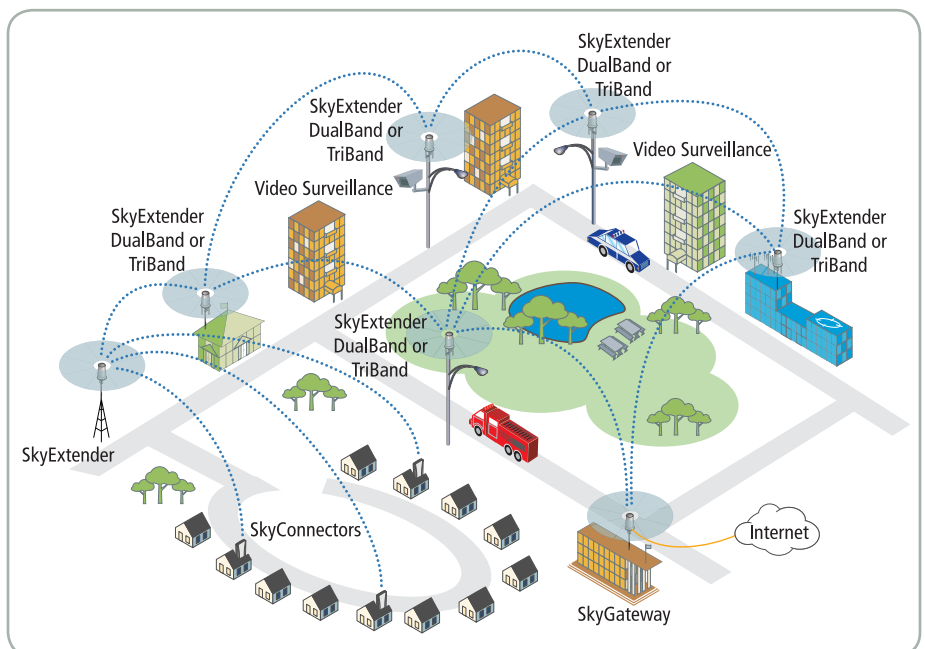 SkyExtender
DualBand or
TriBand
SkyExtender
DualBand or
TriBand
Video Surveillance
Video Surveillance
SkyExtender
DualBand or
TriBand
SkyExtender
DualBand or
TriBand
SkyExtender
DualBand or
TriBand
SkyExtender
SkyConnectors
Internet
SkyGateway